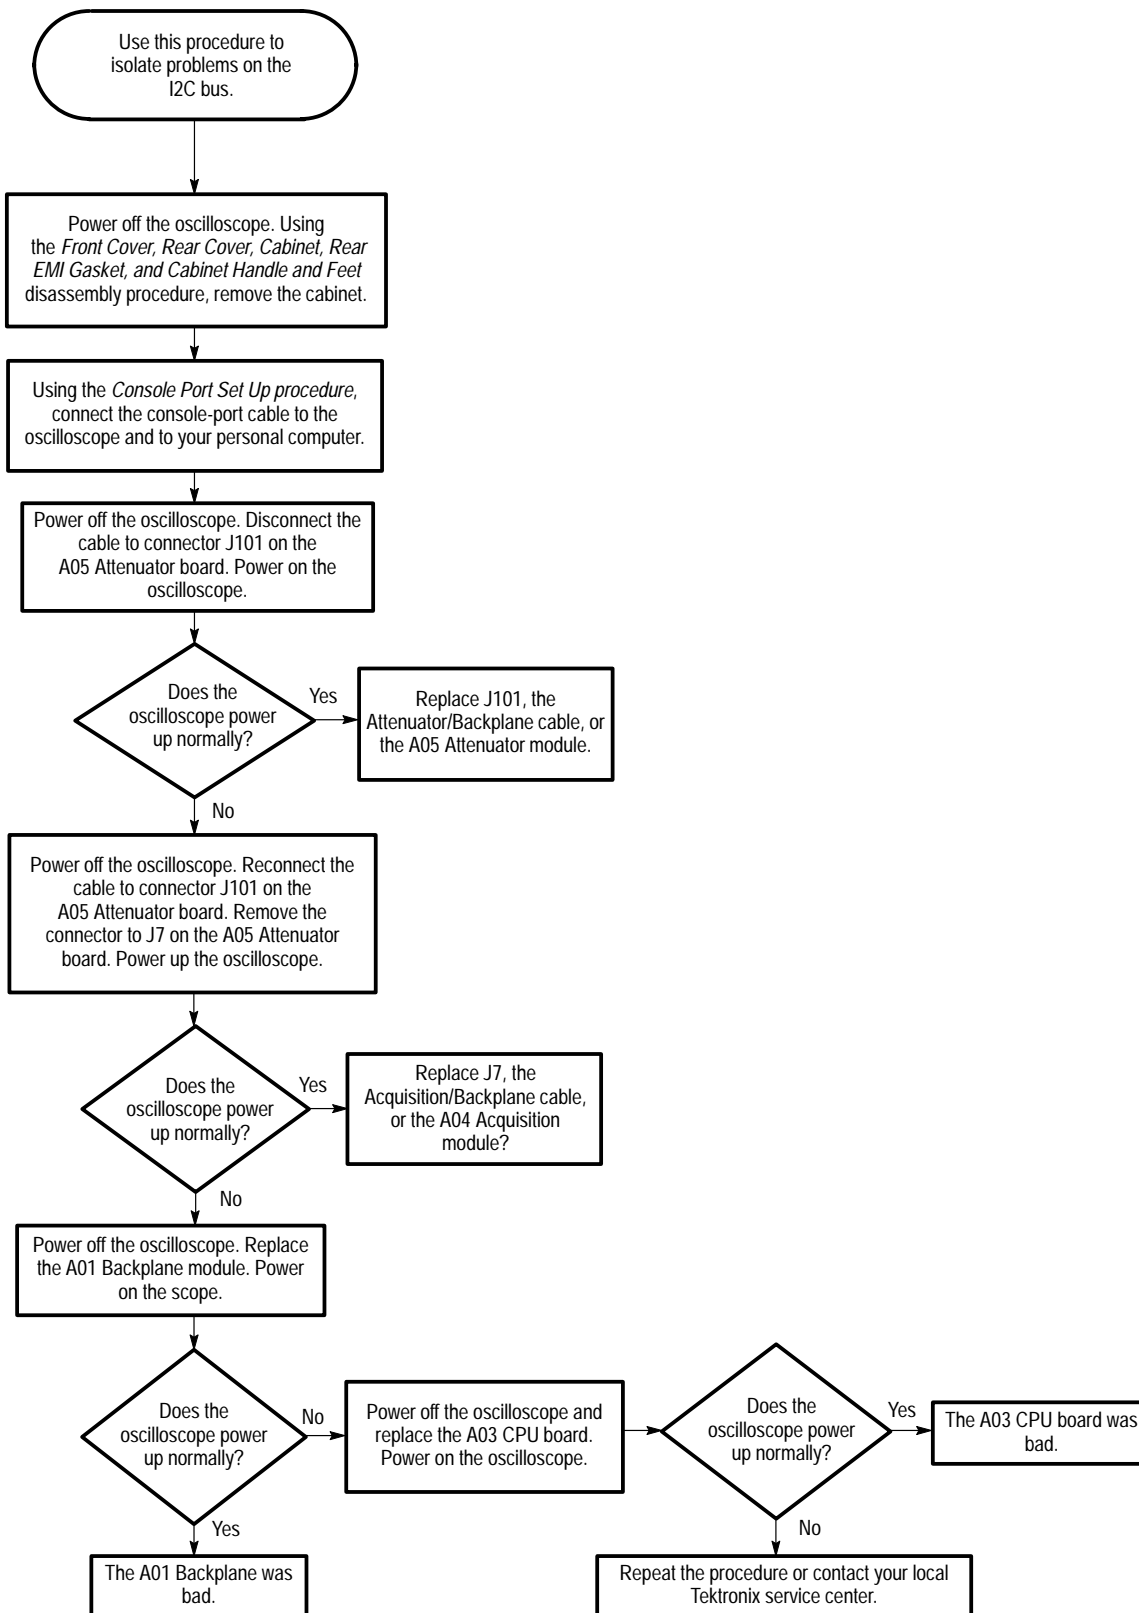 Use this procedure to
isolate problems on the
I2C bus.
Power off the oscilloscope. Using
the Front Cover, Rear Cover, Cabinet, Rear
EMI Gasket, and Cabinet Handle and Feet
disassembly procedure, remove the cabinet.
Using the Console Port Set Up procedure,
connect the console-port cable to the
oscilloscope and to your personal computer.
Power off the oscilloscope. Disconnect the
cable to connector J101 on the
A05 Attenuator board. Power on the
oscilloscope.
Does the
oscilloscope power
up normally?
Yes
Replace J101, the
Attenuator/Backplane cable, or
the A05 Attenuator module.
No
Power off the oscilloscope. Reconnect the
cable to connector J101 on the
A05 Attenuator board. Remove the
connector to J7 on the A05 Attenuator
board. Power up the oscilloscope.
Does the
oscilloscope power
up normally?
Yes
Replace J7, the
Acquisition/Backplane cable,
or the A04 Acquisition
module?
No
Power off the oscilloscope. Replace
the A01 Backplane module. Power
on the scope.
Does the
oscilloscope power
up normally?
No
Power off the oscilloscope and
replace the A03 CPU board.
Power on the oscilloscope.
Does the
oscilloscope power
up normally?
Yes
The A03 CPU board was
bad.
Yes
The A01 Backplane was
bad.
No
Repeat the procedure or contact your local
Tektronix service center.